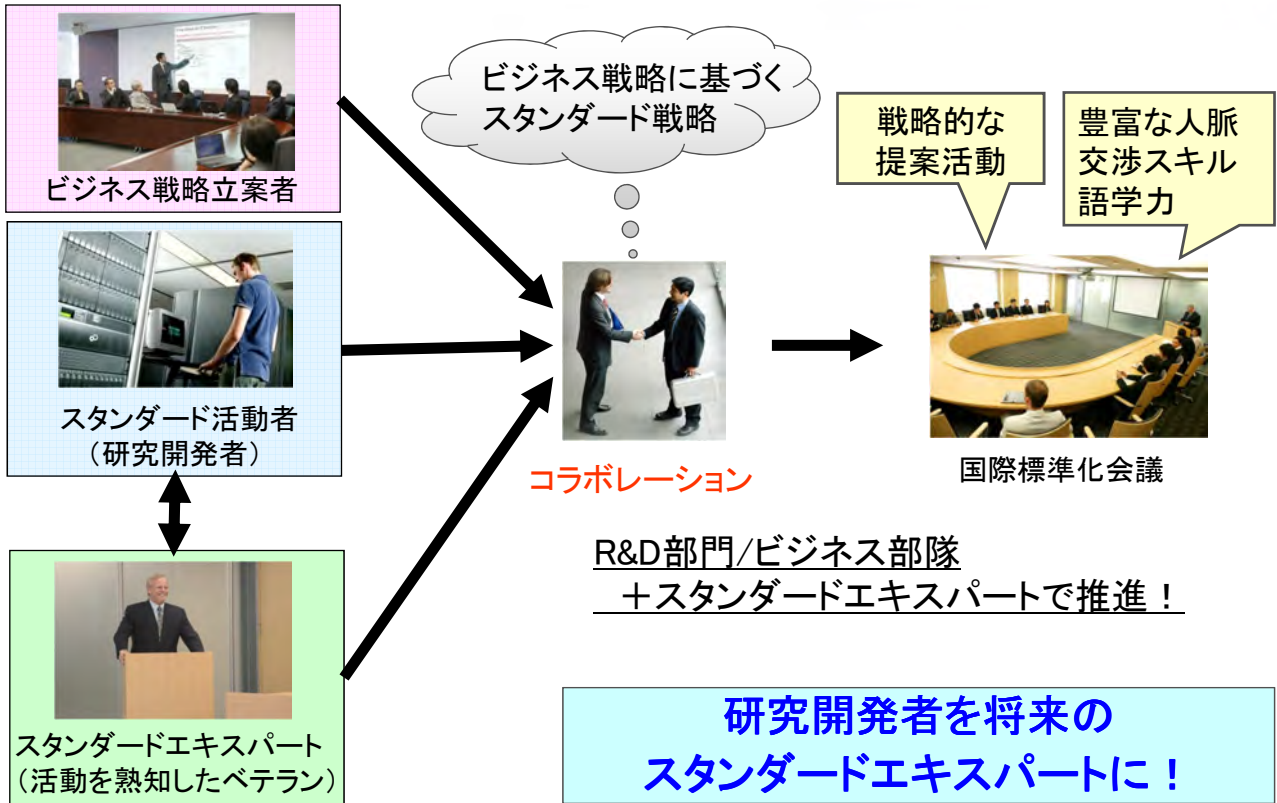 ビジネス戦略立案者
スタンダード活動者
（研究開発者）
スタンダードエキスパート
（活動を熟知したベテラン）
ビジネス戦略に基づく
スタンダード戦略
コラボレーション
戦略的な
提案活動
豊富な人脈
交渉スキル
語学力
国際標準化会議
R&D部門/ビジネス部隊
＋スタンダードエキスパートで推進！
研究開発者を将来の
スタンダードエキスパートに！